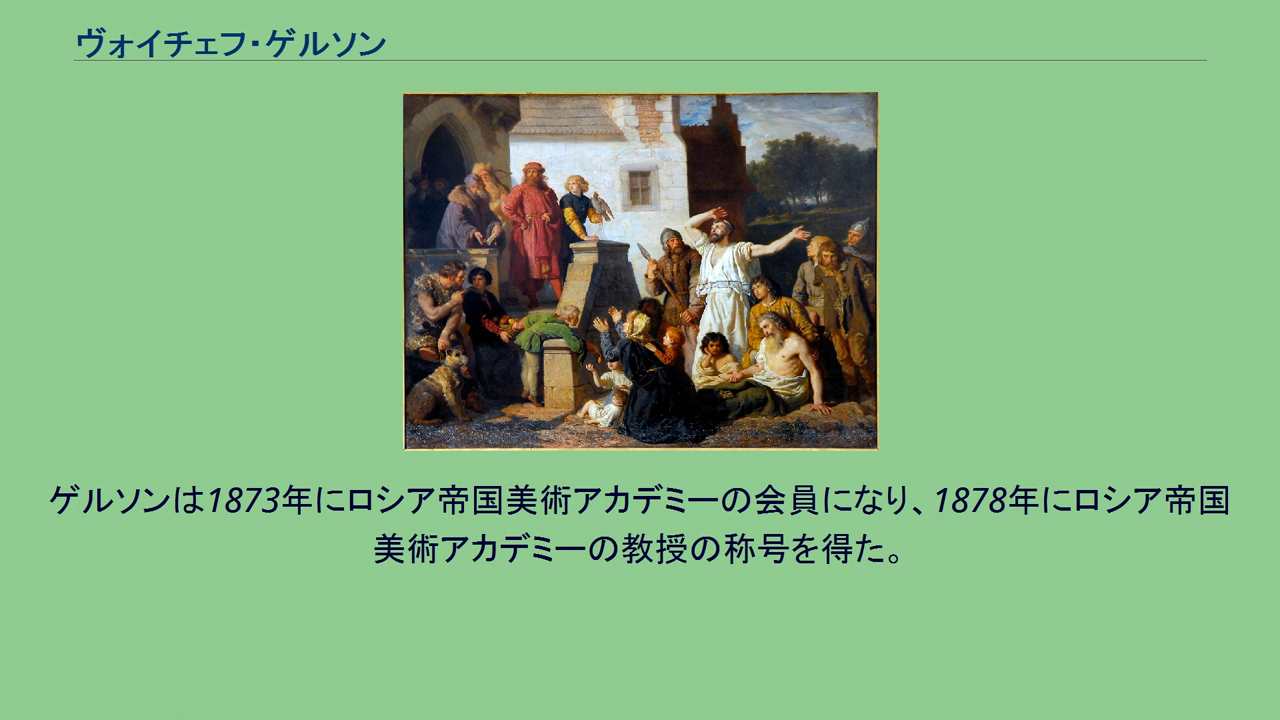 ヴォイチェフ・ゲルソン
ゲルソンは1873年にロシア帝国美術アカデミーの会員になり、1878年にロシア帝国
美術アカデミーの教授の称号を得た。